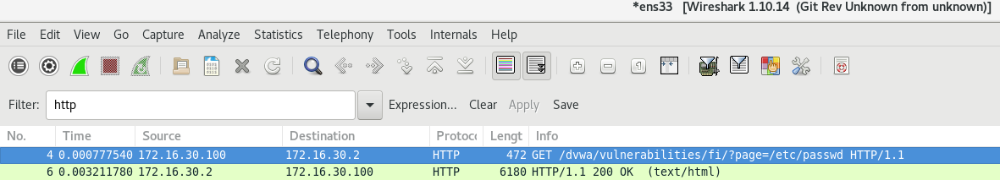 *ens33 [Wireshark 1.10.14 (Git Rev Unknown from unknown)]
File Edit View Go Capture Analyze Statistics Telephony Tools Internals Help
Filter: http Expression... Clear Apply Save
No. Time Source Destination Protoc Lengt Info
4 0.000777540 172.16.30.100 172.16.30.2 HTTP 472 GET /dvwa/vulnerabilities/fi/?page=/etc/passwd HTTP/1.1
6 0.003211780 172.16.30.2 172.16.30.100 HTTP 6180 HTTP/1.1 200 OK (text/html)